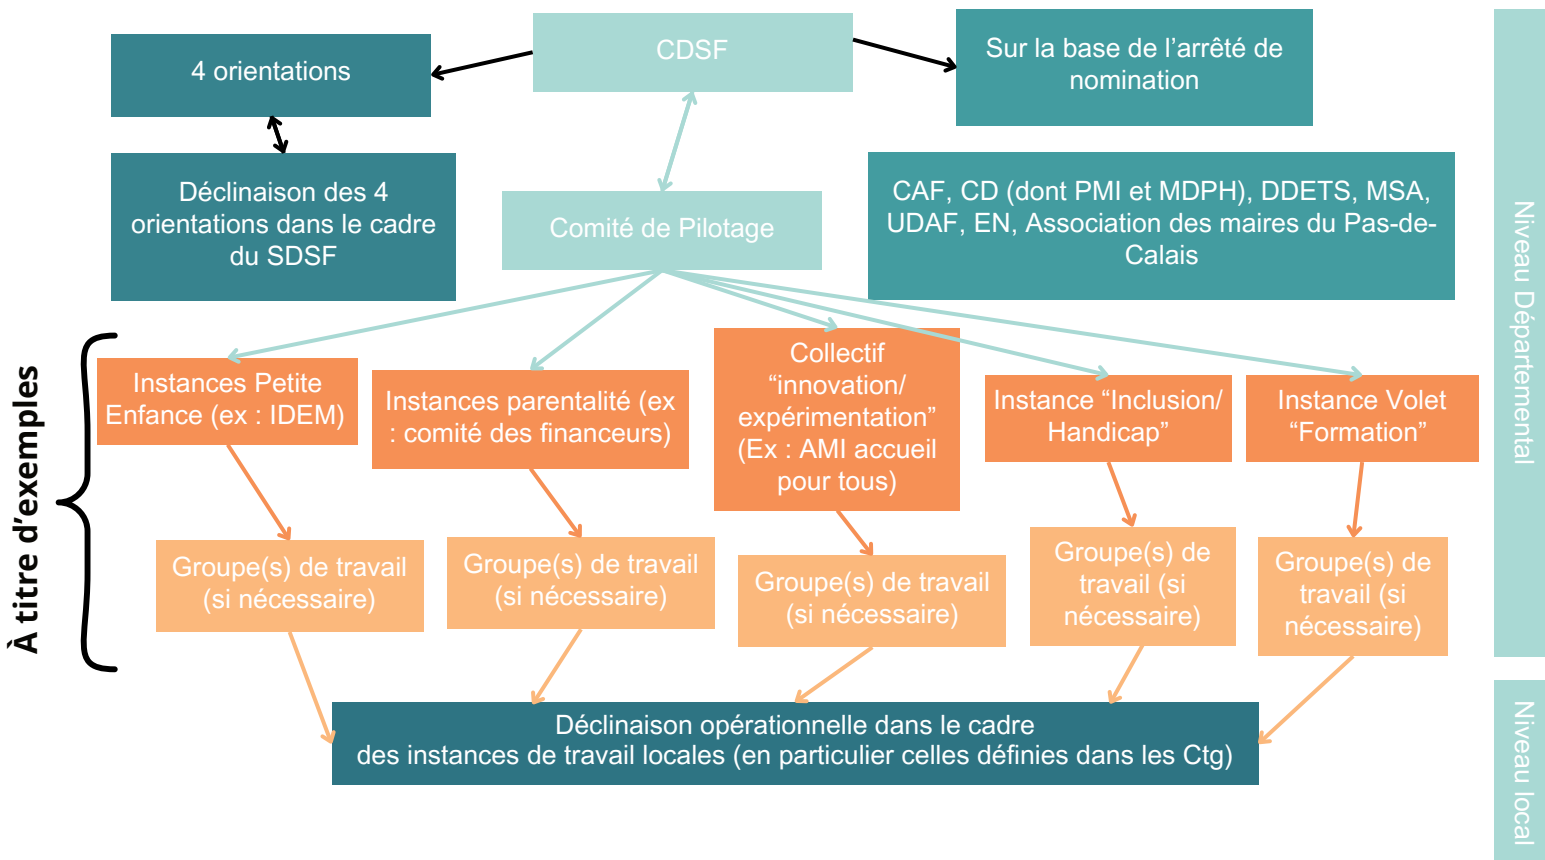 4 orientations
CDSF
Sur la base de l’arrêté de
nomination
Déclinaison des 4
orientations dans le cadre
du SDSF
Comité de Pilotage
CAF, CD (dont PMI et MDPH), DDETS, MSA,
UDAF, EN, Association des maires du Pas-de-
Calais
Niveau Départemental
À titre d’exemples
Instances Petite
Enfance (ex : IDEM)
Instances parentalité (ex
: comité des financeurs)
Collectif
“innovation/
expérimentation”
(Ex : AMI accueil
pour tous)
Instance “Inclusion/
Handicap”
Instance Volet
“Formation”
Groupe(s) de travail
(si nécessaire)
Groupe(s) de travail
(si nécessaire)
Groupe(s) de travail
(si nécessaire)
Groupe(s) de
travail (si
nécessaire)
Groupe(s) de
travail (si
nécessaire)
Déclinaison opérationnelle dans le cadre
des instances de travail locales (en particulier celles définies dans les Ctg)
Niveau local